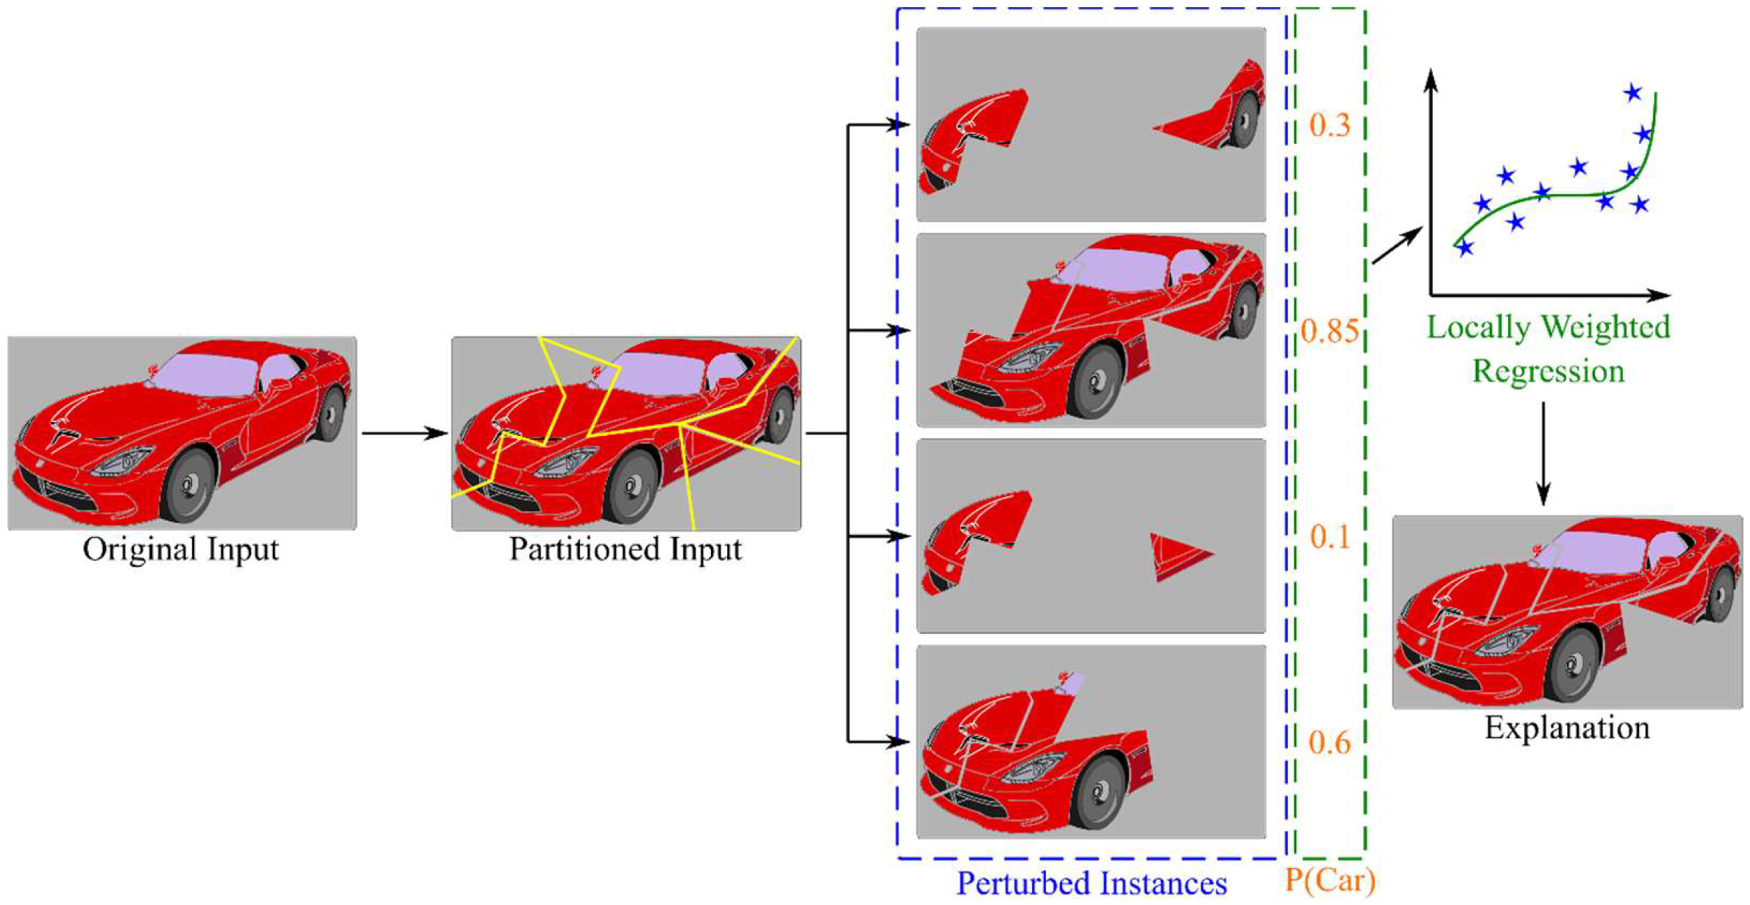 Original Input
Partitioned Input
0.3
0.85
0.1
0.6
Perturbed Instances
P(Car)
Locally Weighted
Regression
Explanation